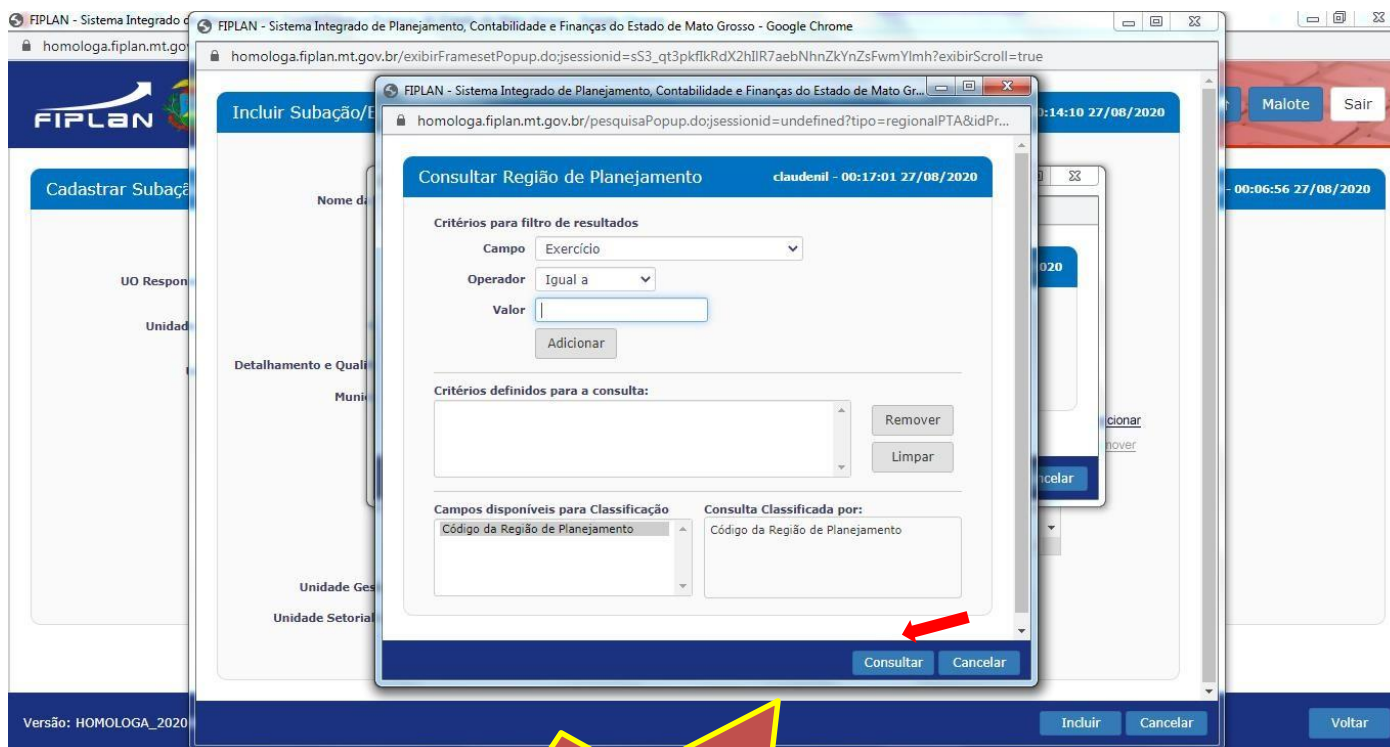 FIPLAN - Sistema Integrado d
homologa.fiplan.mt.gov
FIPLAN - Sistema Integrado de Planejamento, Contabilidade e Finanças do Estado de Mato Grosso - Google Chrome
homologa.fiplan.mt.gov.br/exibirFramesetPopup.do;jsessionid=sS3_qt3pkfIkRdX2hIlR7aebNhnZkYnZsFwmYlmh?exibirScroll=true
FIPLAN - Sistema Integrado de Planejamento, Contabilidade e Finanças do Estado de Mato Gr...
homologa.fiplan.mt.gov.br/pesquisaPopup.do;jsessionid=undefined?tipo=regionalPTA&idPr...
FIPLAN
Malote Sair
Incluir Subação/E
0:14:10 27/08/2020
Cadastrar Subaçã
- 00:06:56 27/08/2020
Consultar Região de Planejamento claudenil - 00:17:01 27/08/2020
Nome da
Critérios para filtro de resultados
Campo Exercício
020
Operador Igual a
UO Respon
Valor
Unidad
Adicionar
Detalhamento e Quali
Critérios definidos para a consulta:
Muni
Remover
cionar
mover
Limpar
ncelar
Campos disponíveis para Classificação Consulta Classificada por:
Código da Região de Planejamento Código da Região de Planejamento
Unidade Ges
Unidade Setorial
Consultar Cancelar
Versão: HOMOLOGA_2020
Incluir Cancelar
Voltar